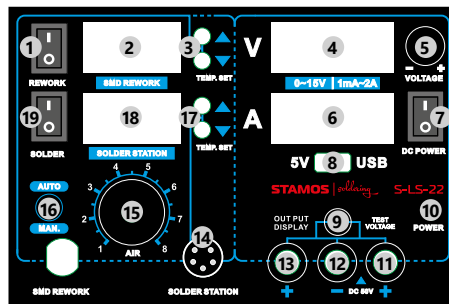 1 2 3 V 4 5
REWORK SMD REWORK TEMP. SET 0~15V 1mA~2A VOLTAGE
19 18 17 A 6 7
SOLDER SOLDER STATION TEMP. SET DC POWER
5V 8 USB
AUTO 16 MAN.
1 2 3 4 5 6 7 8
15
AIR
STAMOS soldering S-LS-22
OUT PUT DISPLAY 9 TEST VOLTAGE 10 POWER
14
13 12 11
+ − DC 58V +
SMD REWORK SOLDER STATION